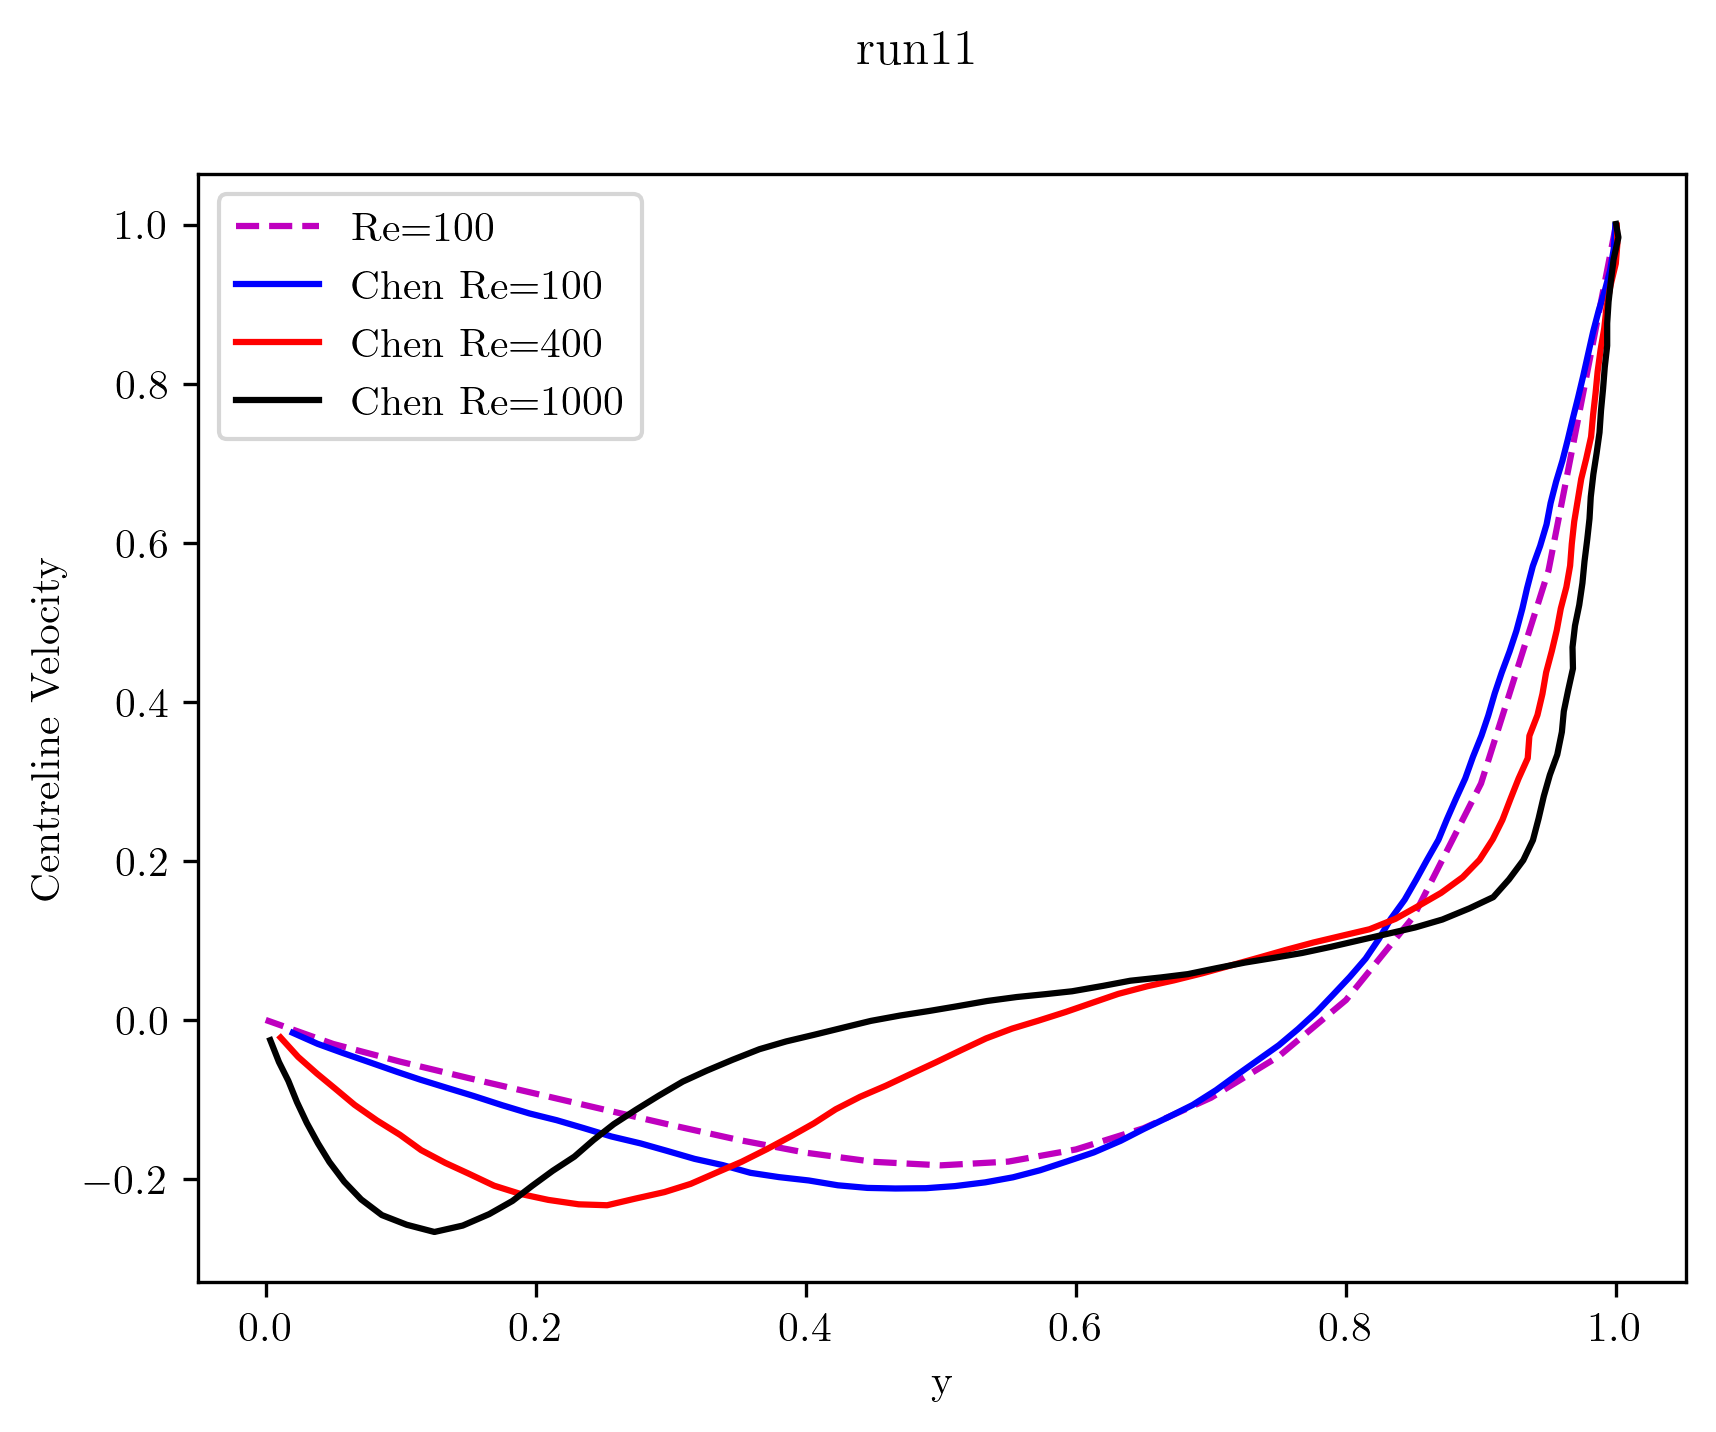 run11
Re=100
Chen Re=100
Chen Re=400
Chen Re=1000
1.0
0.8
0.6
0.4
0.2
0.0
−0.2
Centreline Velocity
0.0 0.2 0.4 0.6 0.8 1.0
y